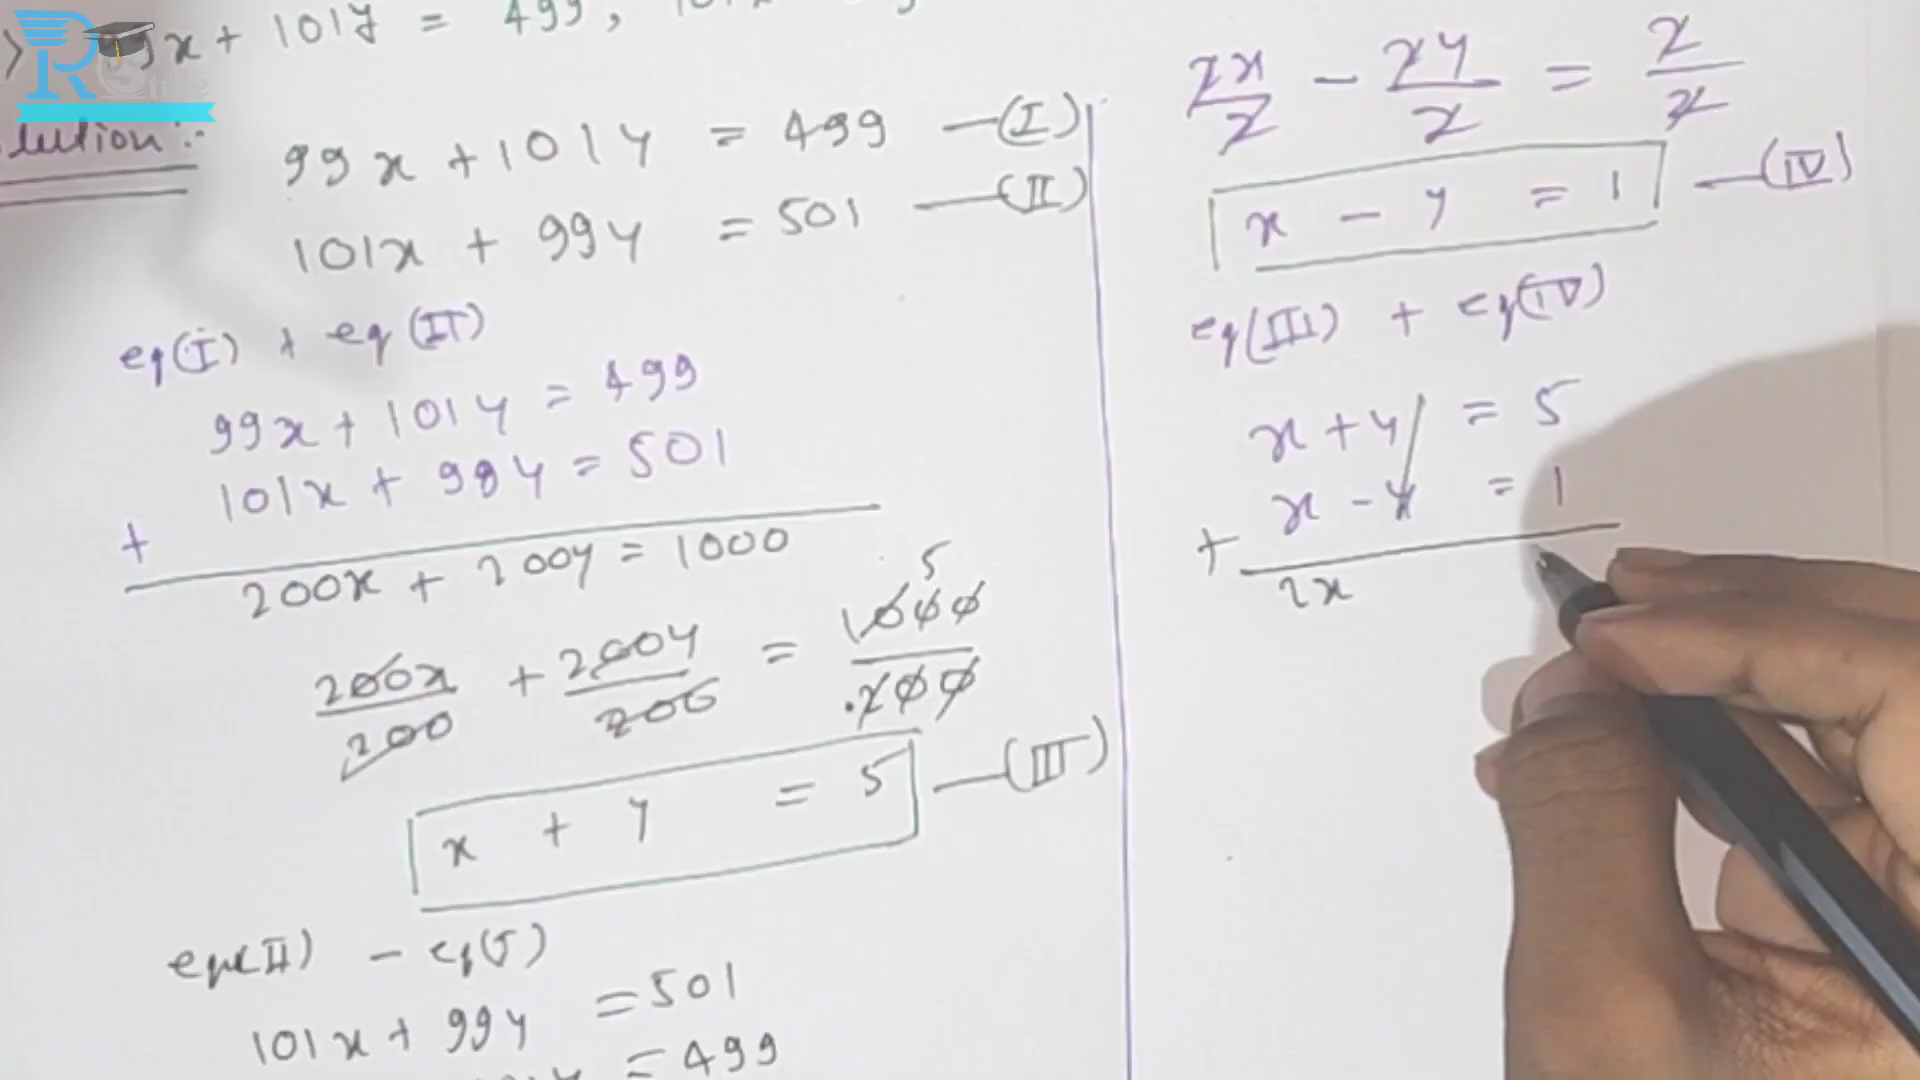 x + 101y = 499,
lution :-
99x + 101y = 499 —(I)
101x + 99y = 501 —(II)
eq(I) + eq(II)
99x + 101y = 499
101x + 99y = 501
+
200x + 200y = 1000
200x/200 + 200y/200 = 1000/200 5
x + y = 5 —(III)
eq(II) - eq(I)
101x + 99y = 501
= 499
2x/2 - 2y/2 = 2/2
x - y = 1 —(IV)
eq(III) + eq(IV)
x + y = 5
x - y = 1
+
2x